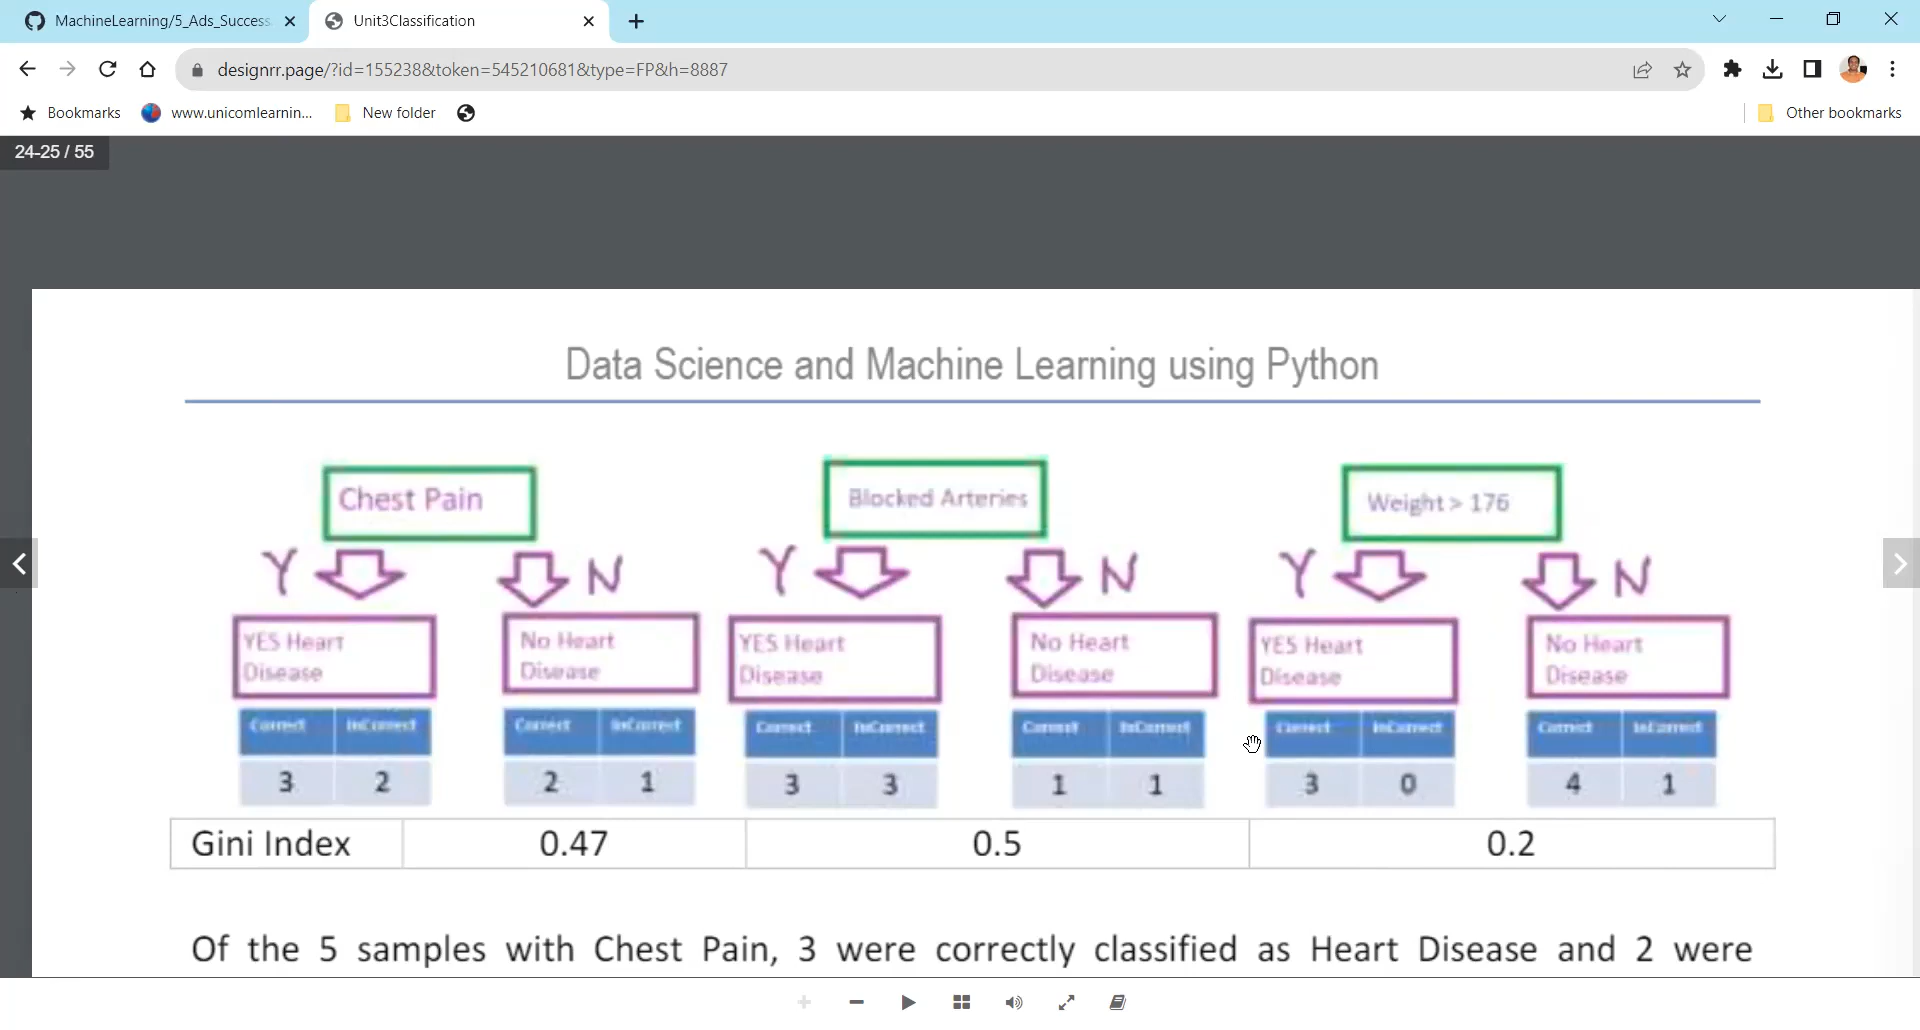 MachineLearning/5_Ads_Success
Unit3Classification
designrr.page/?id=155238&token=545210681&type=FP&h=8887
Bookmarks
www.unicomlearnin...
New folder
Other bookmarks
24-25 / 55
Data Science and Machine Learning using Python
Chest Pain
Blocked Arteries
Weight > 176
Y N Y N Y N
YES Heart
Disease
No Heart
Disease
YES Heart
Disease
No Heart
Disease
YES Heart
Disease
No Heart
Disease
Correct InCorrect Correct InCorrect Correct InCorrect Correct InCorrect Correct InCorrect Correct InCorrect
3 2 2 1 3 3 1 1 3 0 4 1
Gini Index 0.47 0.5 0.2
Of the 5 samples with Chest Pain, 3 were correctly classified as Heart Disease and 2 were